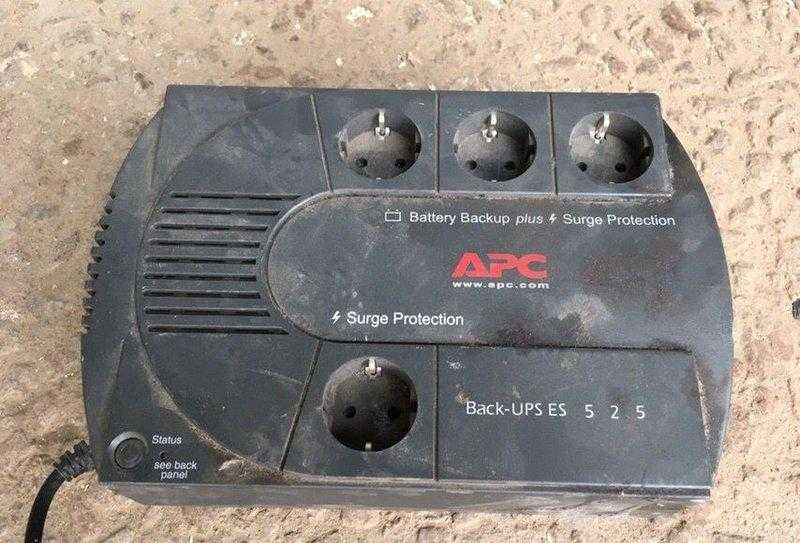 Battery Backup plus Surge Protection
APC
www.apc.com
Surge Protection
Back-UPS ES 5 2 5
Status
see back
panel